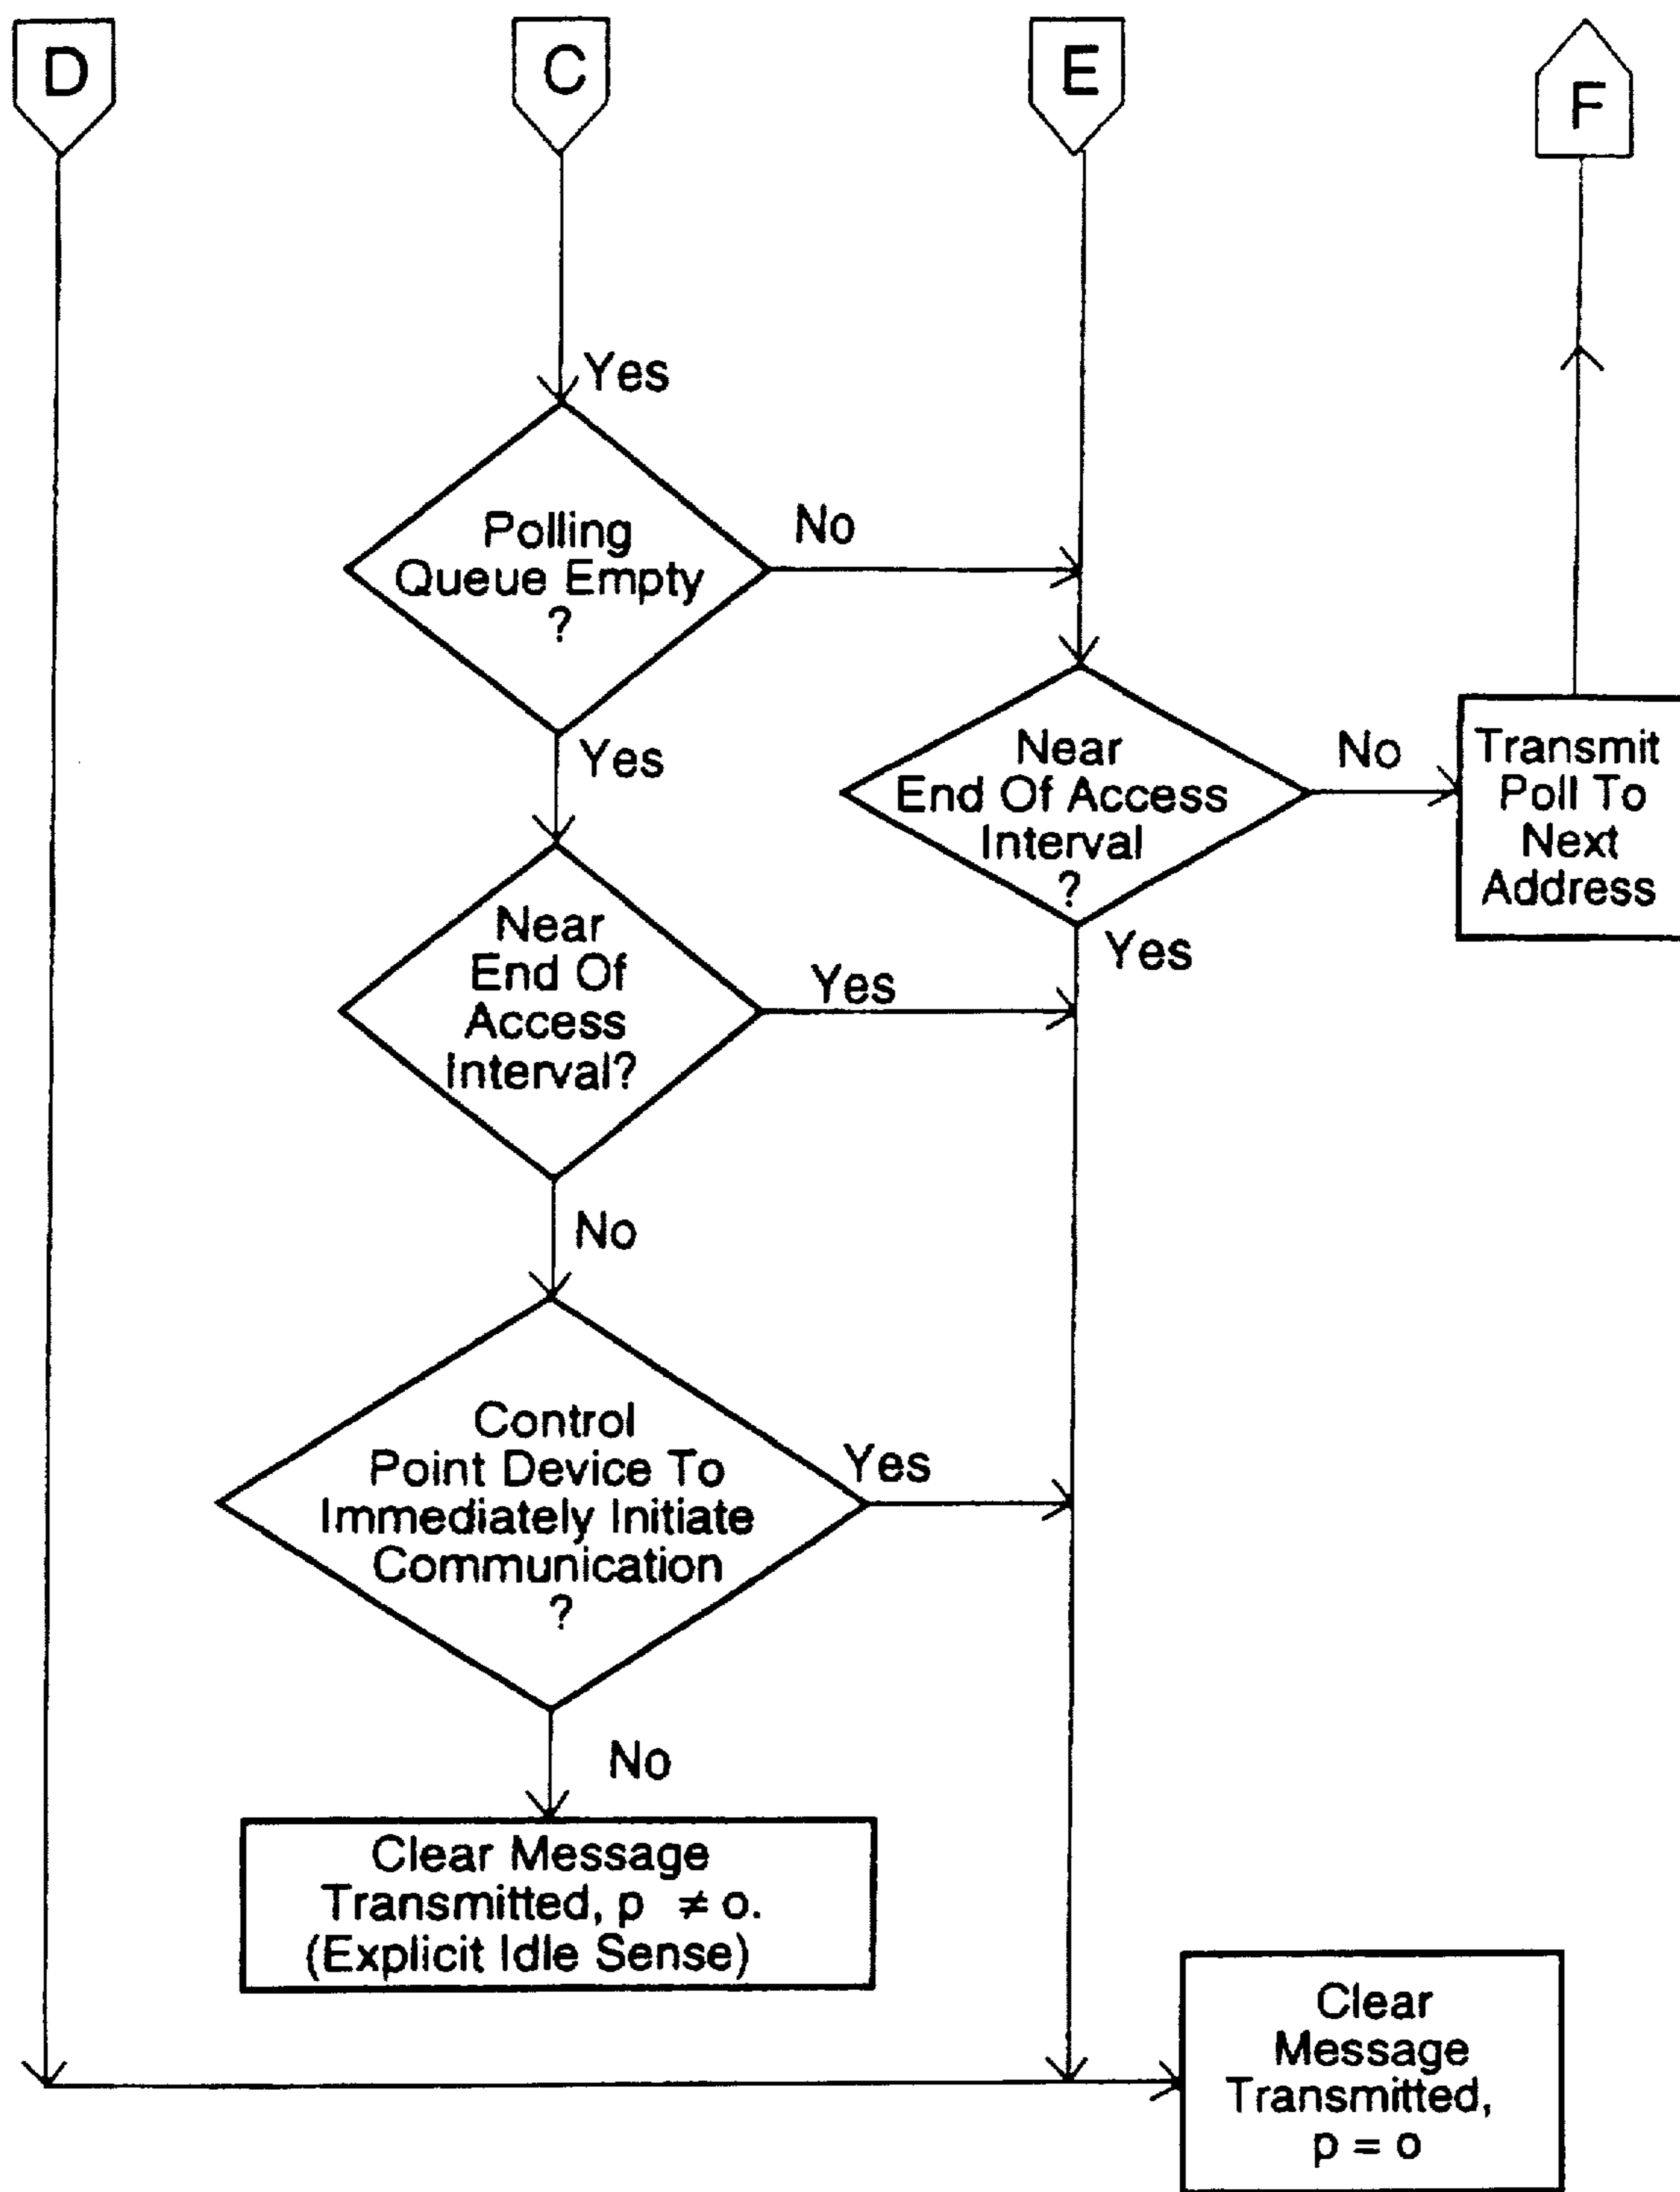 D
C
E
F
Yes
Polling
Queue Empty
?
No
Yes
Near
End Of Access
Interval
?
No
Transmit
Poll To
Next
Address
Yes
Near
End Of
Access
Interval?
Yes
No
Control
Point Device To
Immediately Initiate
Communication
?
Yes
No
Clear Message
Transmitted, p ≠ o.
(Explicit Idle Sense)
Clear
Message
Transmitted,
p = o